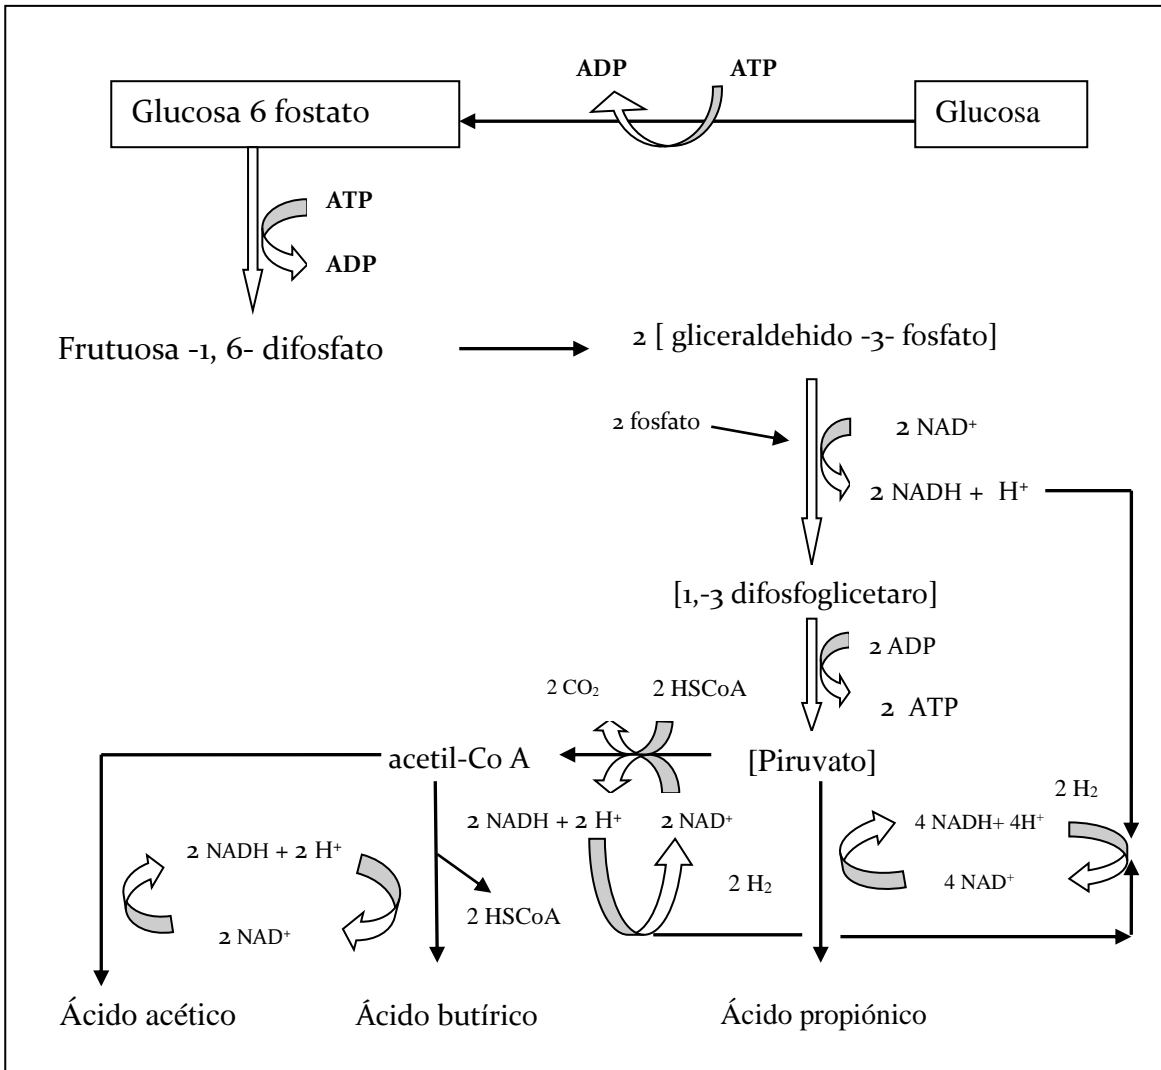 ADP
ATP
Glucosa 6 fostato
Glucosa
ATP
ADP
Frutuosa -1, 6- difosfato
2 [ gliceraldehido -3- fosfato]
2 fosfato
2 NAD⁺
2 NADH + H⁺
[1,-3 difosfoglicetaro]
2 ADP
2 ATP
2 CO₂
2 HSCoA
acetil-Co A
[Piruvato]
2 H₂
2 NADH + 2 H⁺
2 NAD⁺
4 NADH+ 4H⁺
2 NADH + 2 H⁺
2 H₂
4 NAD⁺
2 HSCoA
2 NAD⁺
Ácido acético
Ácido butírico
Ácido propiónico